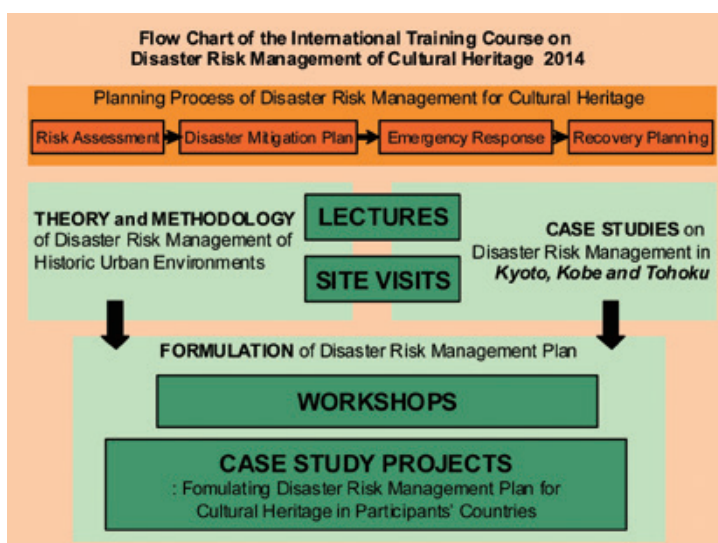 Flow Chart of the International Training Course on
Disaster Risk Management of Cultural Heritage 2014
Planning Process of Disaster Risk Management for Cultural Heritage
Risk Assessment
Disaster Mitigation Plan
Emergency Response
Recovery Planning
THEORY and METHODOLOGY
of Disaster Risk Management of
Historic Urban Environments
LECTURES
SITE VISITS
CASE STUDIES on
Disaster Risk Management in
Kyoto, Kobe and Tohoku
FORMULATION of Disaster Risk Management Plan
WORKSHOPS
CASE STUDY PROJECTS
: Fomulating Disaster Risk Management Plan for
Cultural Heritage in Participants' Countries